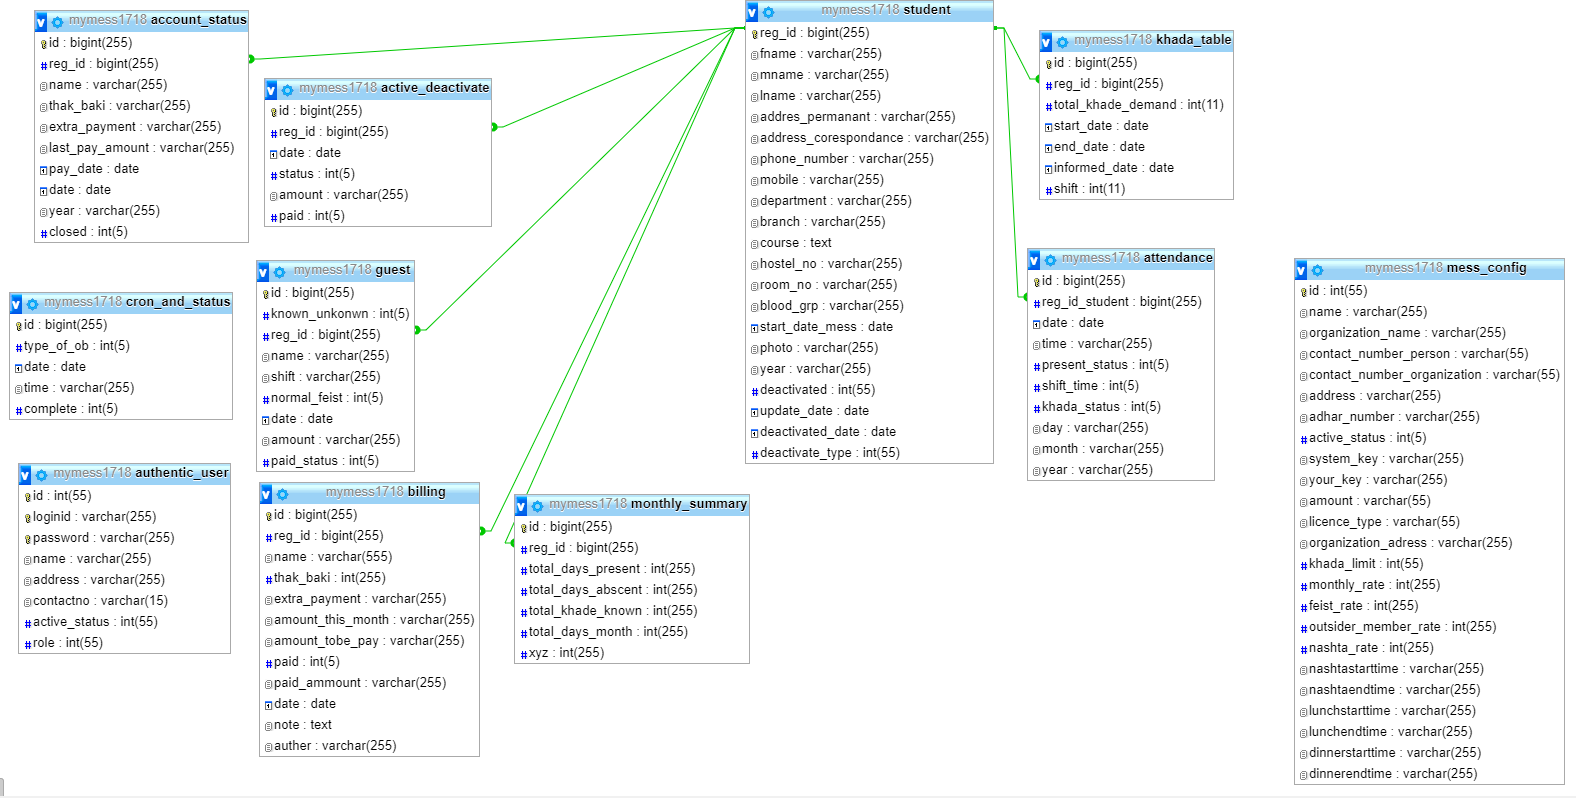 mymess1718 account_status
id : bigint(255)
reg_id : bigint(255)
name : varchar(255)
thak_baki : varchar(255)
extra_payment : varchar(255)
last_pay_amount : varchar(255)
pay_date : date
date : date
year : varchar(255)
closed : int(5)
mymess1718 active_deactivate
id : bigint(255)
reg_id : bigint(255)
date : date
status : int(5)
amount : varchar(255)
paid : int(5)
mymess1718 student
reg_id : bigint(255)
fname : varchar(255)
mname : varchar(255)
lname : varchar(255)
addres_permanant : varchar(255)
address_corespondance : varchar(255)
phone_number : varchar(255)
mobile : varchar(255)
department : varchar(255)
branch : varchar(255)
course : text
hostel_no : varchar(255)
room_no : varchar(255)
blood_grp : varchar(255)
start_date_mess : date
photo : varchar(255)
year : varchar(255)
deactivated : int(55)
update_date : date
deactivated_date : date
deactivate_type : int(55)
mymess1718 khada_table
id : bigint(255)
reg_id : bigint(255)
total_khade_demand : int(11)
start_date : date
end_date : date
informed_date : date
shift : int(11)
mymess1718 guest
id : bigint(255)
known_unkonwn : int(5)
reg_id : bigint(255)
name : varchar(255)
shift : varchar(255)
normal_feist : int(5)
date : date
amount : varchar(255)
paid_status : int(5)
mymess1718 attendance
id : bigint(255)
reg_id_student : bigint(255)
date : date
time : varchar(255)
present_status : int(5)
shift_time : int(5)
khada_status : int(5)
day : varchar(255)
month : varchar(255)
year : varchar(255)
mymess1718 mess_config
id : int(55)
name : varchar(255)
organization_name : varchar(255)
contact_number_person : varchar(55)
contact_number_organization : varchar(55)
address : varchar(255)
adhar_number : varchar(255)
active_status : int(5)
system_key : varchar(255)
your_key : varchar(255)
amount : varchar(55)
licence_type : varchar(55)
organization_adress : varchar(255)
khada_limit : int(55)
monthly_rate : int(255)
feist_rate : int(255)
outsider_member_rate : int(255)
nashta_rate : int(255)
nashtastarttime : varchar(255)
nashtaendtime : varchar(255)
lunchstarttime : varchar(255)
lunchendtime : varchar(255)
dinnerstarttime : varchar(255)
dinnerendtime : varchar(255)
mymess1718 cron_and_status
id : bigint(255)
type_of_ob : int(5)
date : date
time : varchar(255)
complete : int(5)
mymess1718 authentic_user
id : int(55)
loginid : varchar(255)
password : varchar(255)
name : varchar(255)
address : varchar(255)
contactno : varchar(15)
active_status : int(55)
role : int(55)
mymess1718 billing
id : bigint(255)
reg_id : bigint(255)
name : varchar(555)
thak_baki : int(255)
extra_payment : varchar(255)
amount_this_month : varchar(255)
amount_tobe_pay : varchar(255)
paid : int(5)
paid_ammount : varchar(255)
date : date
note : text
auther : varchar(255)
mymess1718 monthly_summary
id : bigint(255)
reg_id : bigint(255)
total_days_present : int(255)
total_days_abscent : int(255)
total_khade_known : int(255)
total_days_month : int(255)
xyz : int(255)